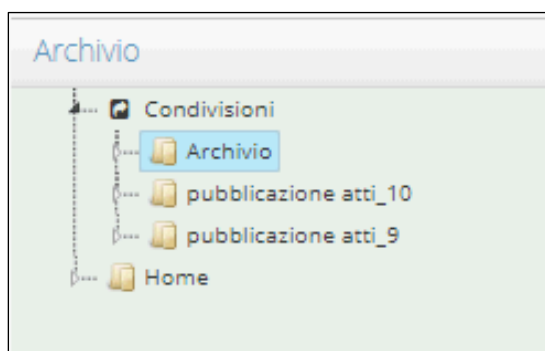 Archivio
Condivisioni
Archivio
pubblicazione atti_10
pubblicazione atti_9
Home